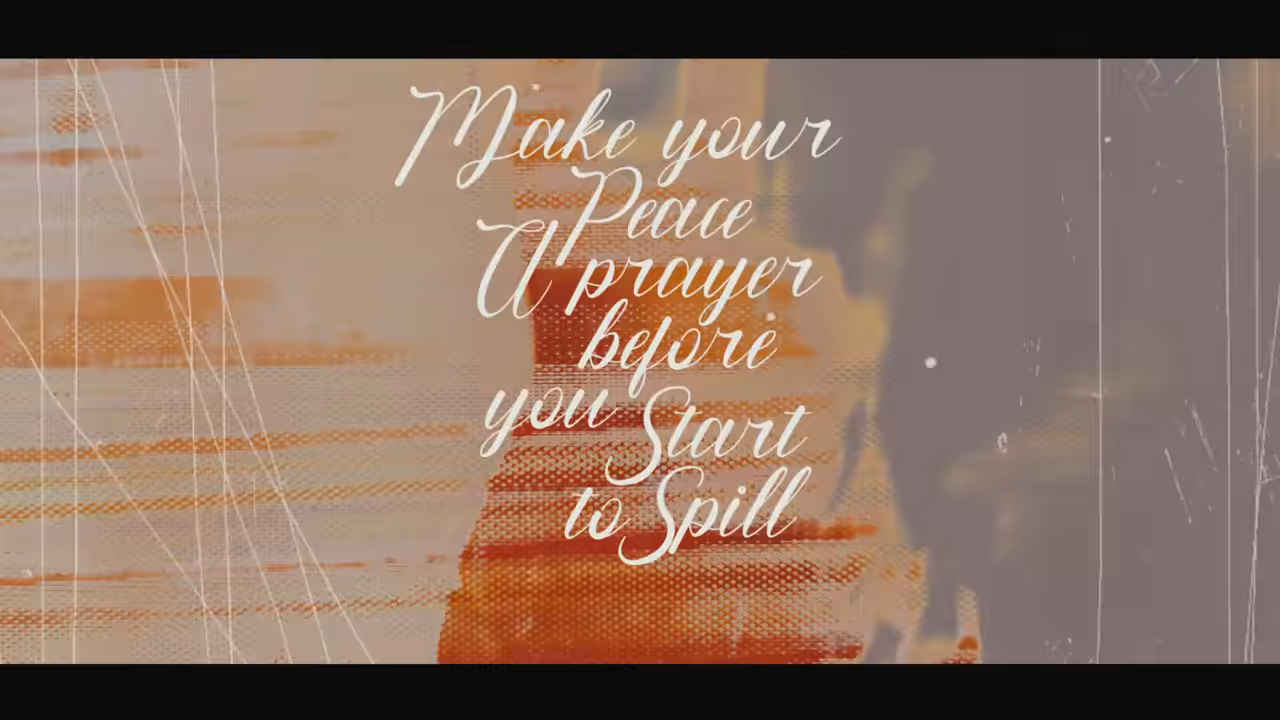 Make your
Peace
A prayer
before
you Start
to Spill